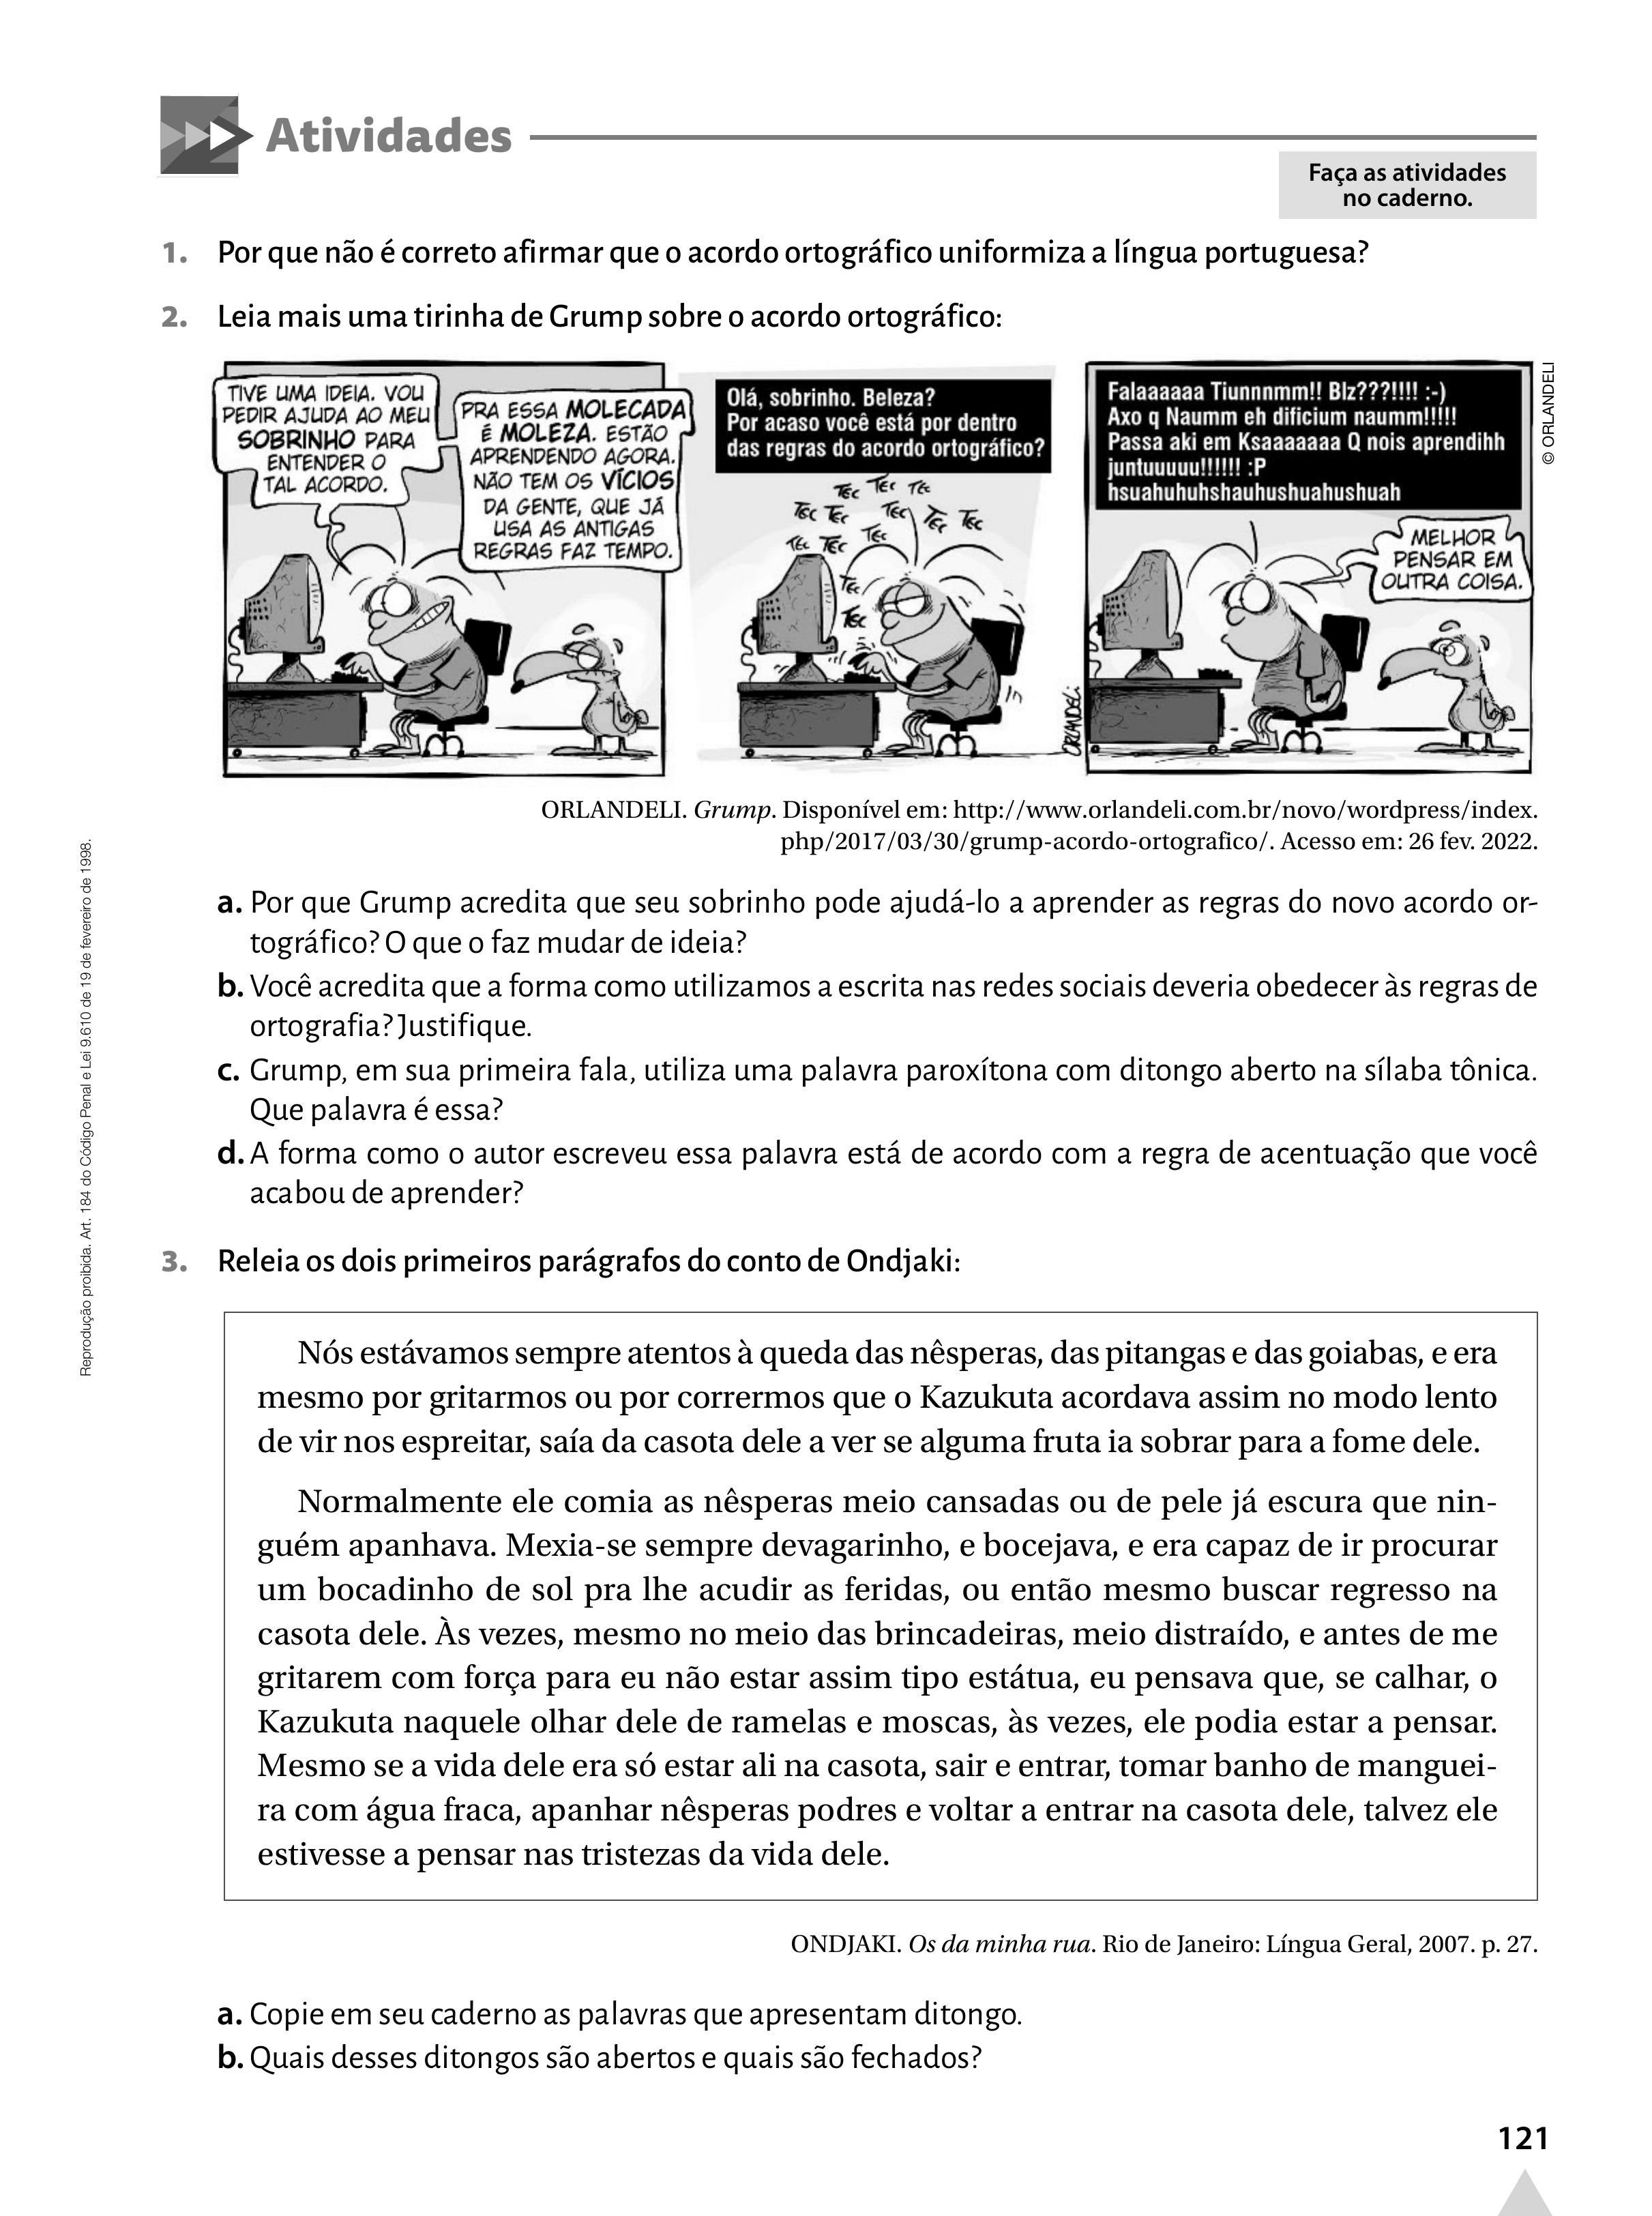 Atividades
Faça as atividades
no caderno.
1. Por que não é correto afirmar que o acordo ortográfico uniformiza a língua portuguesa?
2. Leia mais uma tirinha de Grump sobre o acordo ortográfico:
TIVE UMA IDEIA. VOU
PEDIR AJUDA AO MEU
SOBRINHO PARA
ENTENDER O
TAL ACORDO.
PRA ESSA MOLECADA
É MOLEZA. ESTÃO
APRENDENDO AGORA.
NÃO TEM OS VÍCIOS
DA GENTE, QUE JÁ
USA AS ANTIGAS
REGRAS FAZ TEMPO.
Olá, sobrinho. Beleza?
Por acaso você está por dentro
das regras do acordo ortográfico?
TEC TEC TEC
TEC TEC TEC TEC TEC
TEC TEC TEC
TEC
TEC
ORLANDELI
Falaaaaaa Tiunnnmm!! Blz???!!!! :-)
Axo q Naumm eh dificium naumm!!!!!
Passa aki em Ksaaaaaaa Q nois aprendihh
juntuuuuu!!!!!! :P
hsuahuhuhshauhushuahushuah
MELHOR
PENSAR EM
OUTRA COISA.
© ORLANDELI
ORLANDELI. Grump. Disponível em: http://www.orlandeli.com.br/novo/wordpress/index.
php/2017/03/30/grump-acordo-ortografico/. Acesso em: 26 fev. 2022.
a. Por que Grump acredita que seu sobrinho pode ajudá-lo a aprender as regras do novo acordo or-
tográfico? O que o faz mudar de ideia?
b. Você acredita que a forma como utilizamos a escrita nas redes sociais deveria obedecer às regras de
ortografia? Justifique.
c. Grump, em sua primeira fala, utiliza uma palavra paroxítona com ditongo aberto na sílaba tônica.
Que palavra é essa?
d. A forma como o autor escreveu essa palavra está de acordo com a regra de acentuação que você
acabou de aprender?
3. Releia os dois primeiros parágrafos do conto de Ondjaki:
Nós estávamos sempre atentos à queda das nêsperas, das pitangas e das goiabas, e era
mesmo por gritarmos ou por corrermos que o Kazukuta acordava assim no modo lento
de vir nos espreitar, saía da casota dele a ver se alguma fruta ia sobrar para a fome dele.
Normalmente ele comia as nêsperas meio cansadas ou de pele já escura que nin-
guém apanhava. Mexia-se sempre devagarinho, e bocejava, e era capaz de ir procurar
um bocadinho de sol pra lhe acudir as feridas, ou então mesmo buscar regresso na
casota dele. Às vezes, mesmo no meio das brincadeiras, meio distraído, e antes de me
gritarem com força para eu não estar assim tipo estátua, eu pensava que, se calhar, o
Kazukuta naquele olhar dele de ramelas e moscas, às vezes, ele podia estar a pensar.
Mesmo se a vida dele era só estar ali na casota, sair e entrar, tomar banho de manguei-
ra com água fraca, apanhar nêsperas podres e voltar a entrar na casota dele, talvez ele
estivesse a pensar nas tristezas da vida dele.
ONDJAKI. Os da minha rua. Rio de Janeiro: Língua Geral, 2007. p. 27.
a. Copie em seu caderno as palavras que apresentam ditongo.
b. Quais desses ditongos são abertos e quais são fechados?
Reprodução proibida. Art. 184 do Código Penal e Lei 9.610 de 19 de fevereiro de 1998.
121